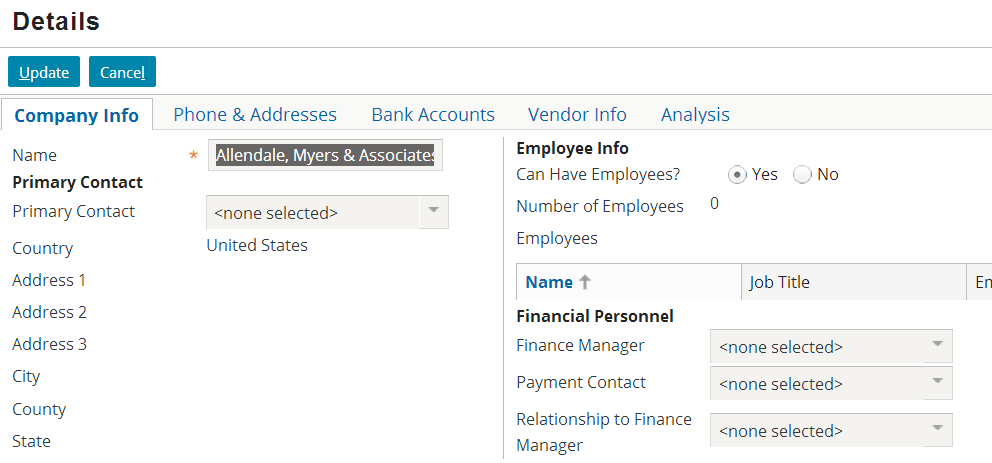 Details
Update Cancel
Company Info Phone & Addresses Bank Accounts Vendor Info Analysis
Name * Allendale, Myers & Associates
Primary Contact
Primary Contact <none selected>
Country United States
Address 1
Address 2
Address 3
City
County
State
Employee Info
Can Have Employees? Yes No
Number of Employees 0
Employees
Name Job Title Em
Financial Personnel
Finance Manager <none selected>
Payment Contact <none selected>
Relationship to Finance
Manager <none selected>